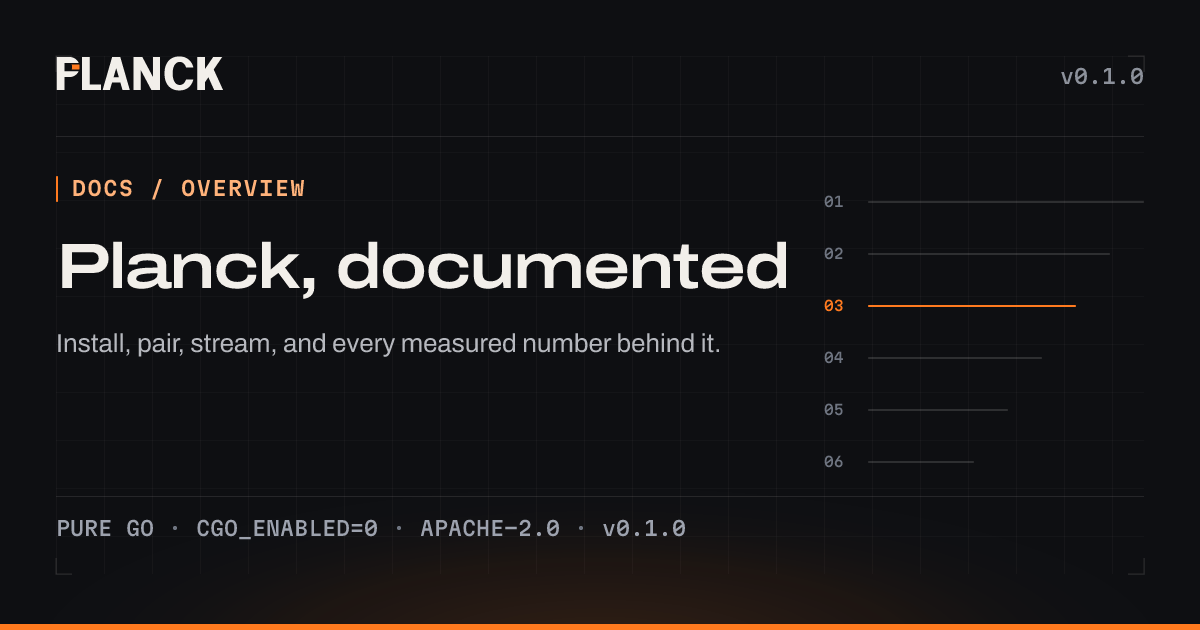 PLANCK
v0.1.0
DOCS / OVERVIEW
Planck, documented
Install, pair, stream, and every measured number behind it.
01
02
03
04
05
06
PURE GO · CGO_ENABLED=0 · APACHE-2.0 · v0.1.0